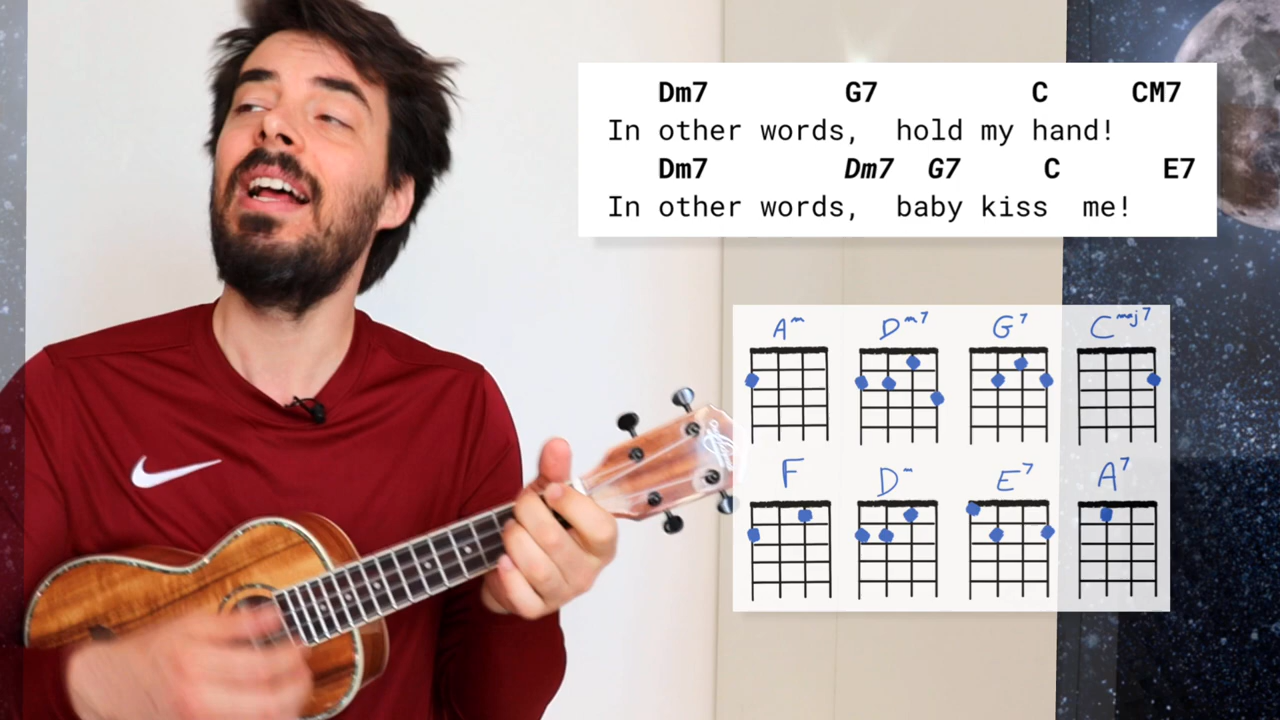 Dm7 G7 C CM7
In other words, hold my hand!
Dm7 Dm7 G7 C E7
In other words, baby kiss me!
Am Dm7 G7 Cmaj7
F Dm E7 A7